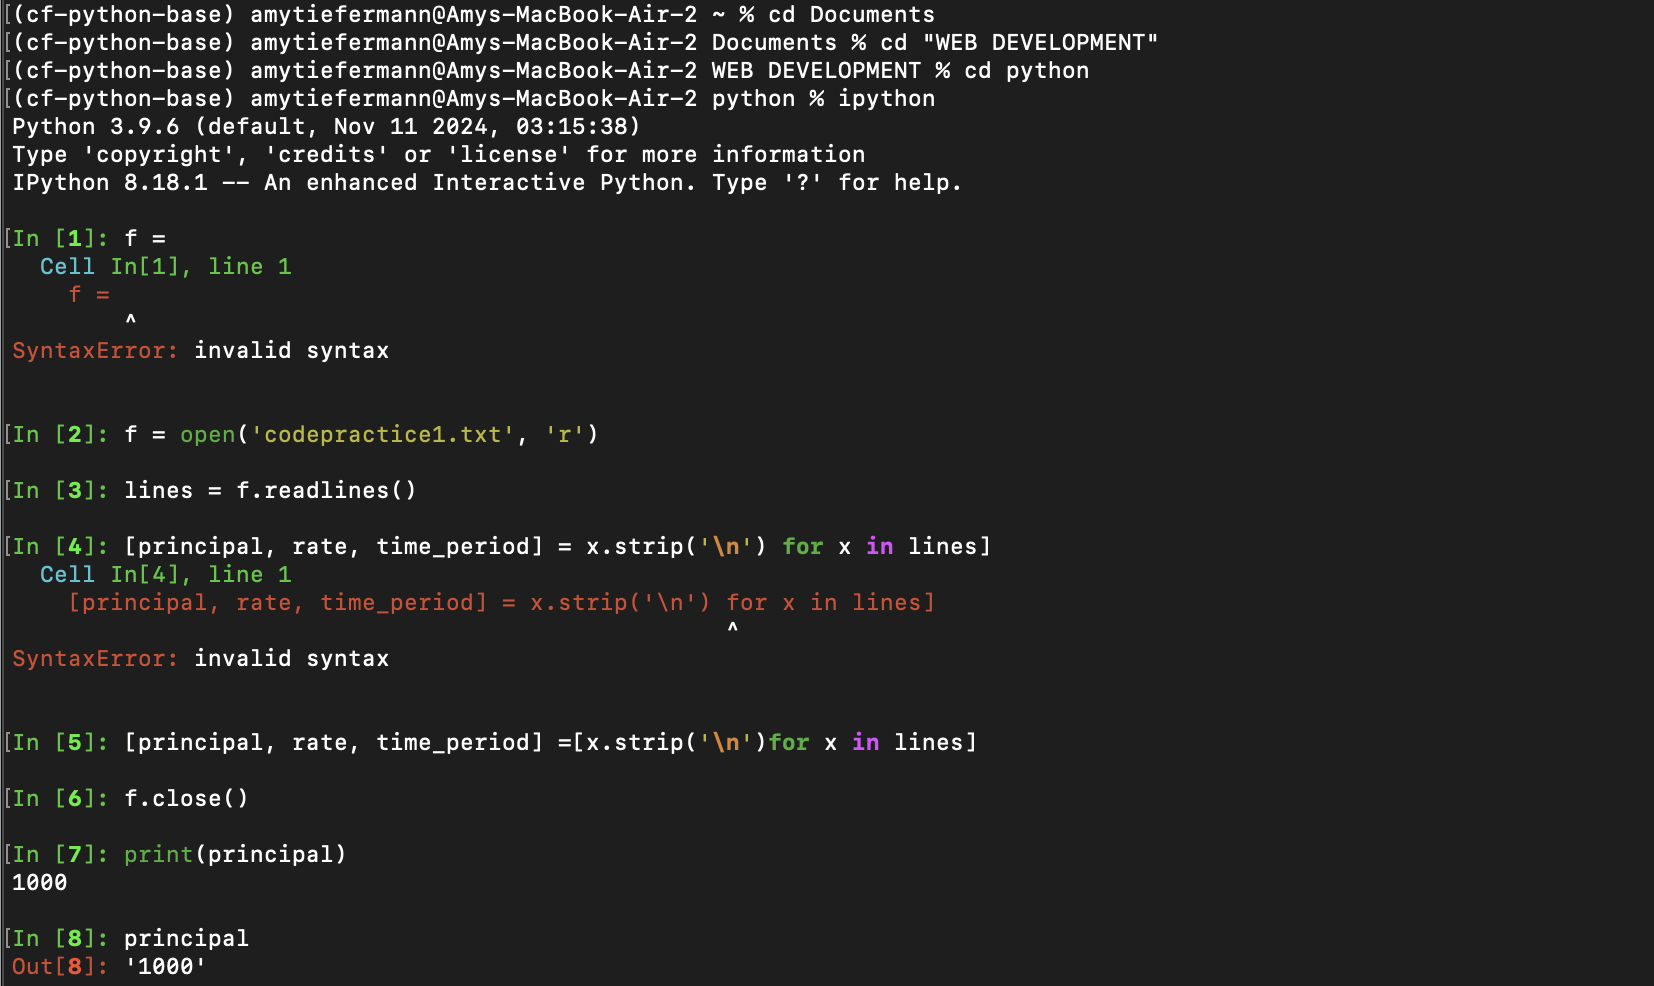 [(cf-python-base) amytiefermann@Amys-MacBook-Air-2 ~ % cd Documents
[(cf-python-base) amytiefermann@Amys-MacBook-Air-2 Documents % cd "WEB DEVELOPMENT"
[(cf-python-base) amytiefermann@Amys-MacBook-Air-2 WEB DEVELOPMENT % cd python
[(cf-python-base) amytiefermann@Amys-MacBook-Air-2 python % ipython
Python 3.9.6 (default, Nov 11 2024, 03:15:38)
Type 'copyright', 'credits' or 'license' for more information
IPython 8.18.1 -- An enhanced Interactive Python. Type '?' for help.
[In [1]: f =
Cell In[1], line 1
f =
^
SyntaxError: invalid syntax
[In [2]: f = open('codepractice1.txt', 'r')
[In [3]: lines = f.readlines()
[In [4]: [principal, rate, time_period] = x.strip('\n') for x in lines]
Cell In[4], line 1
[principal, rate, time_period] = x.strip('\n') for x in lines]
^
SyntaxError: invalid syntax
[In [5]: [principal, rate, time_period] =[x.strip('\n')for x in lines]
[In [6]: f.close()
[In [7]: print(principal)
1000
[In [8]: principal
Out[8]: '1000'